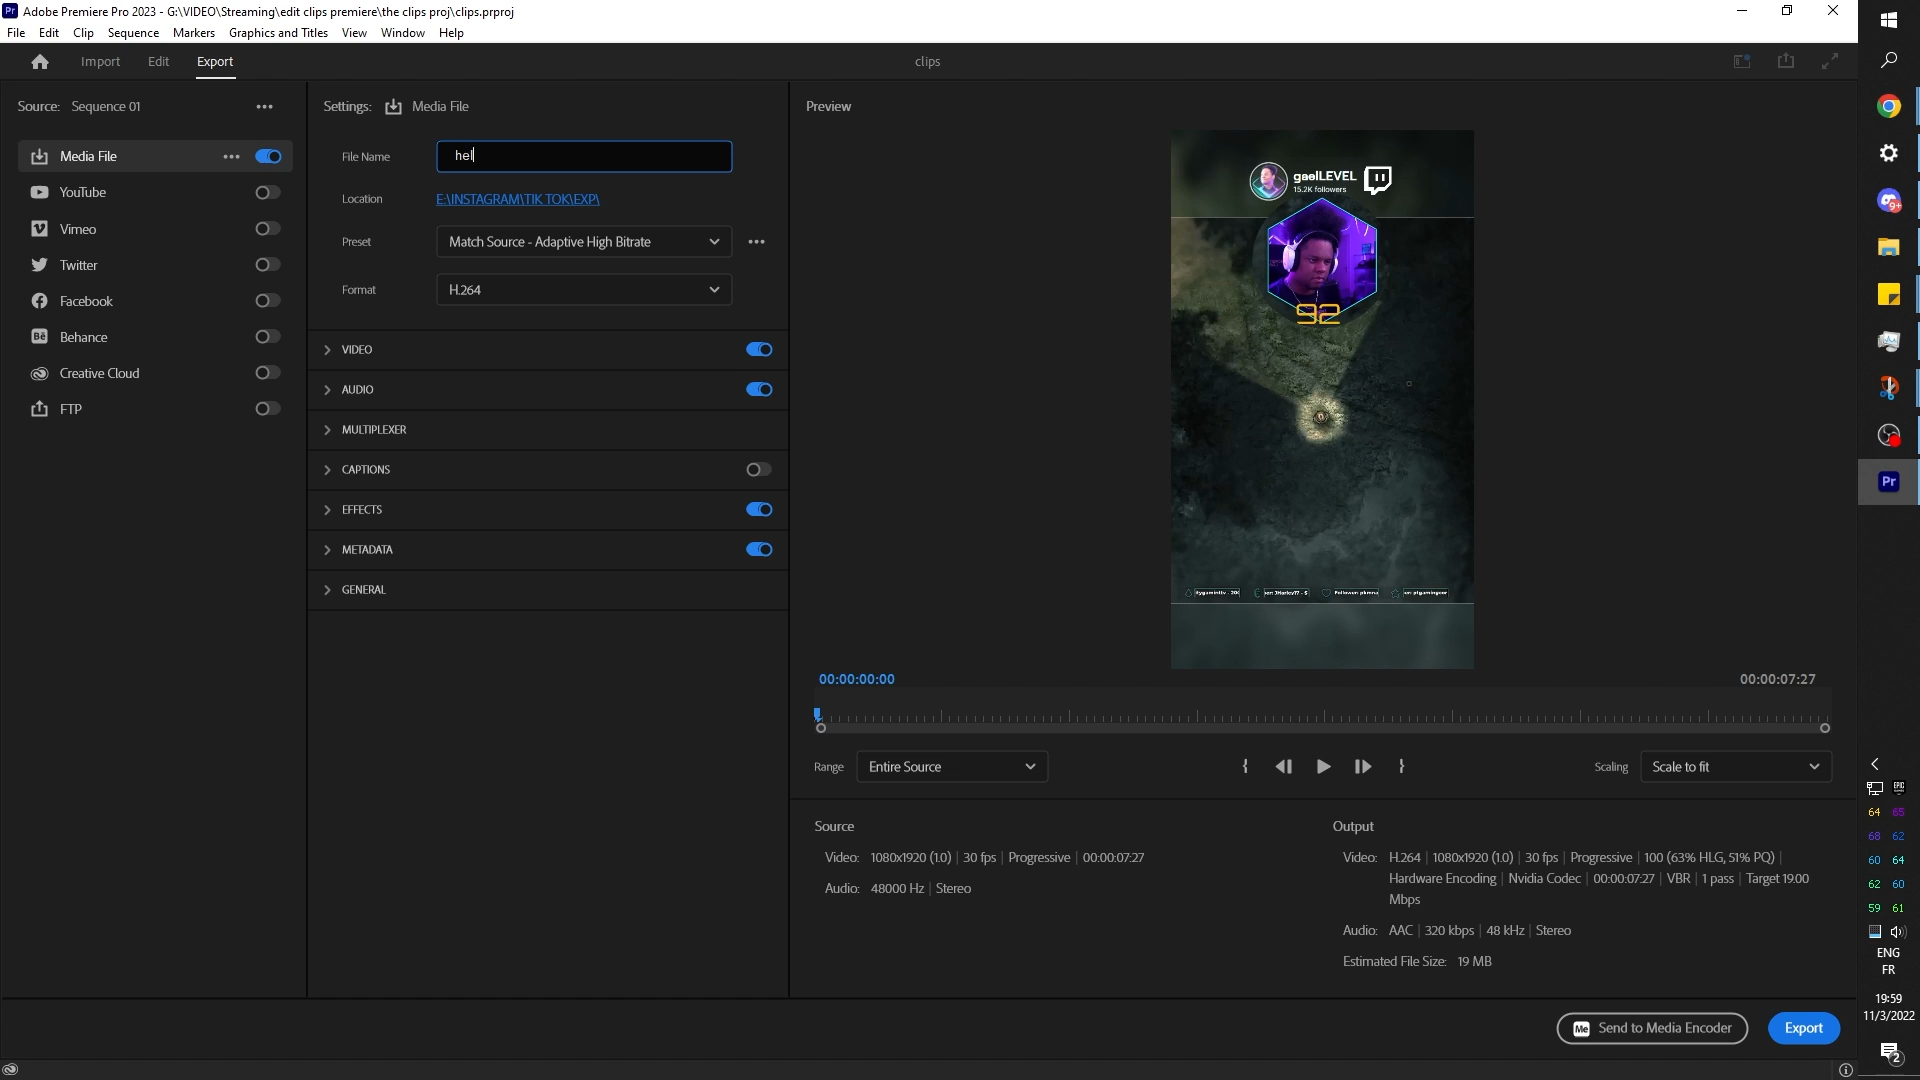 Pr Adobe Premiere Pro 2023 - G:\VIDEO\Streaming\edit clips premiere\the clips proj\clips.prproj
File Edit Clip Sequence Markers Graphics and Titles View Window Help
Import Edit Export clips
Source: Sequence 01
Settings: Media File
Preview
Media File
YouTube
Vimeo
Twitter
Facebook
Bē Behance
Creative Cloud
FTP
File Name hel
Location E:\INSTAGRAM\TIK TOK\EXP\
Preset Match Source - Adaptive High Bitrate
Format H.264
VIDEO
AUDIO
MULTIPLEXER
CAPTIONS
EFFECTS
METADATA
GENERAL
gaelLEVEL
15.2K followers
92
00:00:00:00 00:00:07:27
Range Entire Source
Scaling Scale to fit
Source
Video: 1080x1920 (1.0) | 30 fps | Progressive | 00:00:07:27
Audio: 48000 Hz | Stereo
Output
Video: H.264 | 1080x1920 (1.0) | 30 fps | Progressive | 100 (63% HLG, 51% PQ) |
Hardware Encoding | Nvidia Codec | 00:00:07:27 | VBR | 1 pass | Target 19.00
Mbps
Audio: AAC | 320 kbps | 48 kHz | Stereo
Estimated File Size: 19 MB
Me Send to Media Encoder
Export
9+
Pr
EPIC
64 65
68 62
60 64
62 60
59 61
ENG
FR
19:59
11/3/2022
2